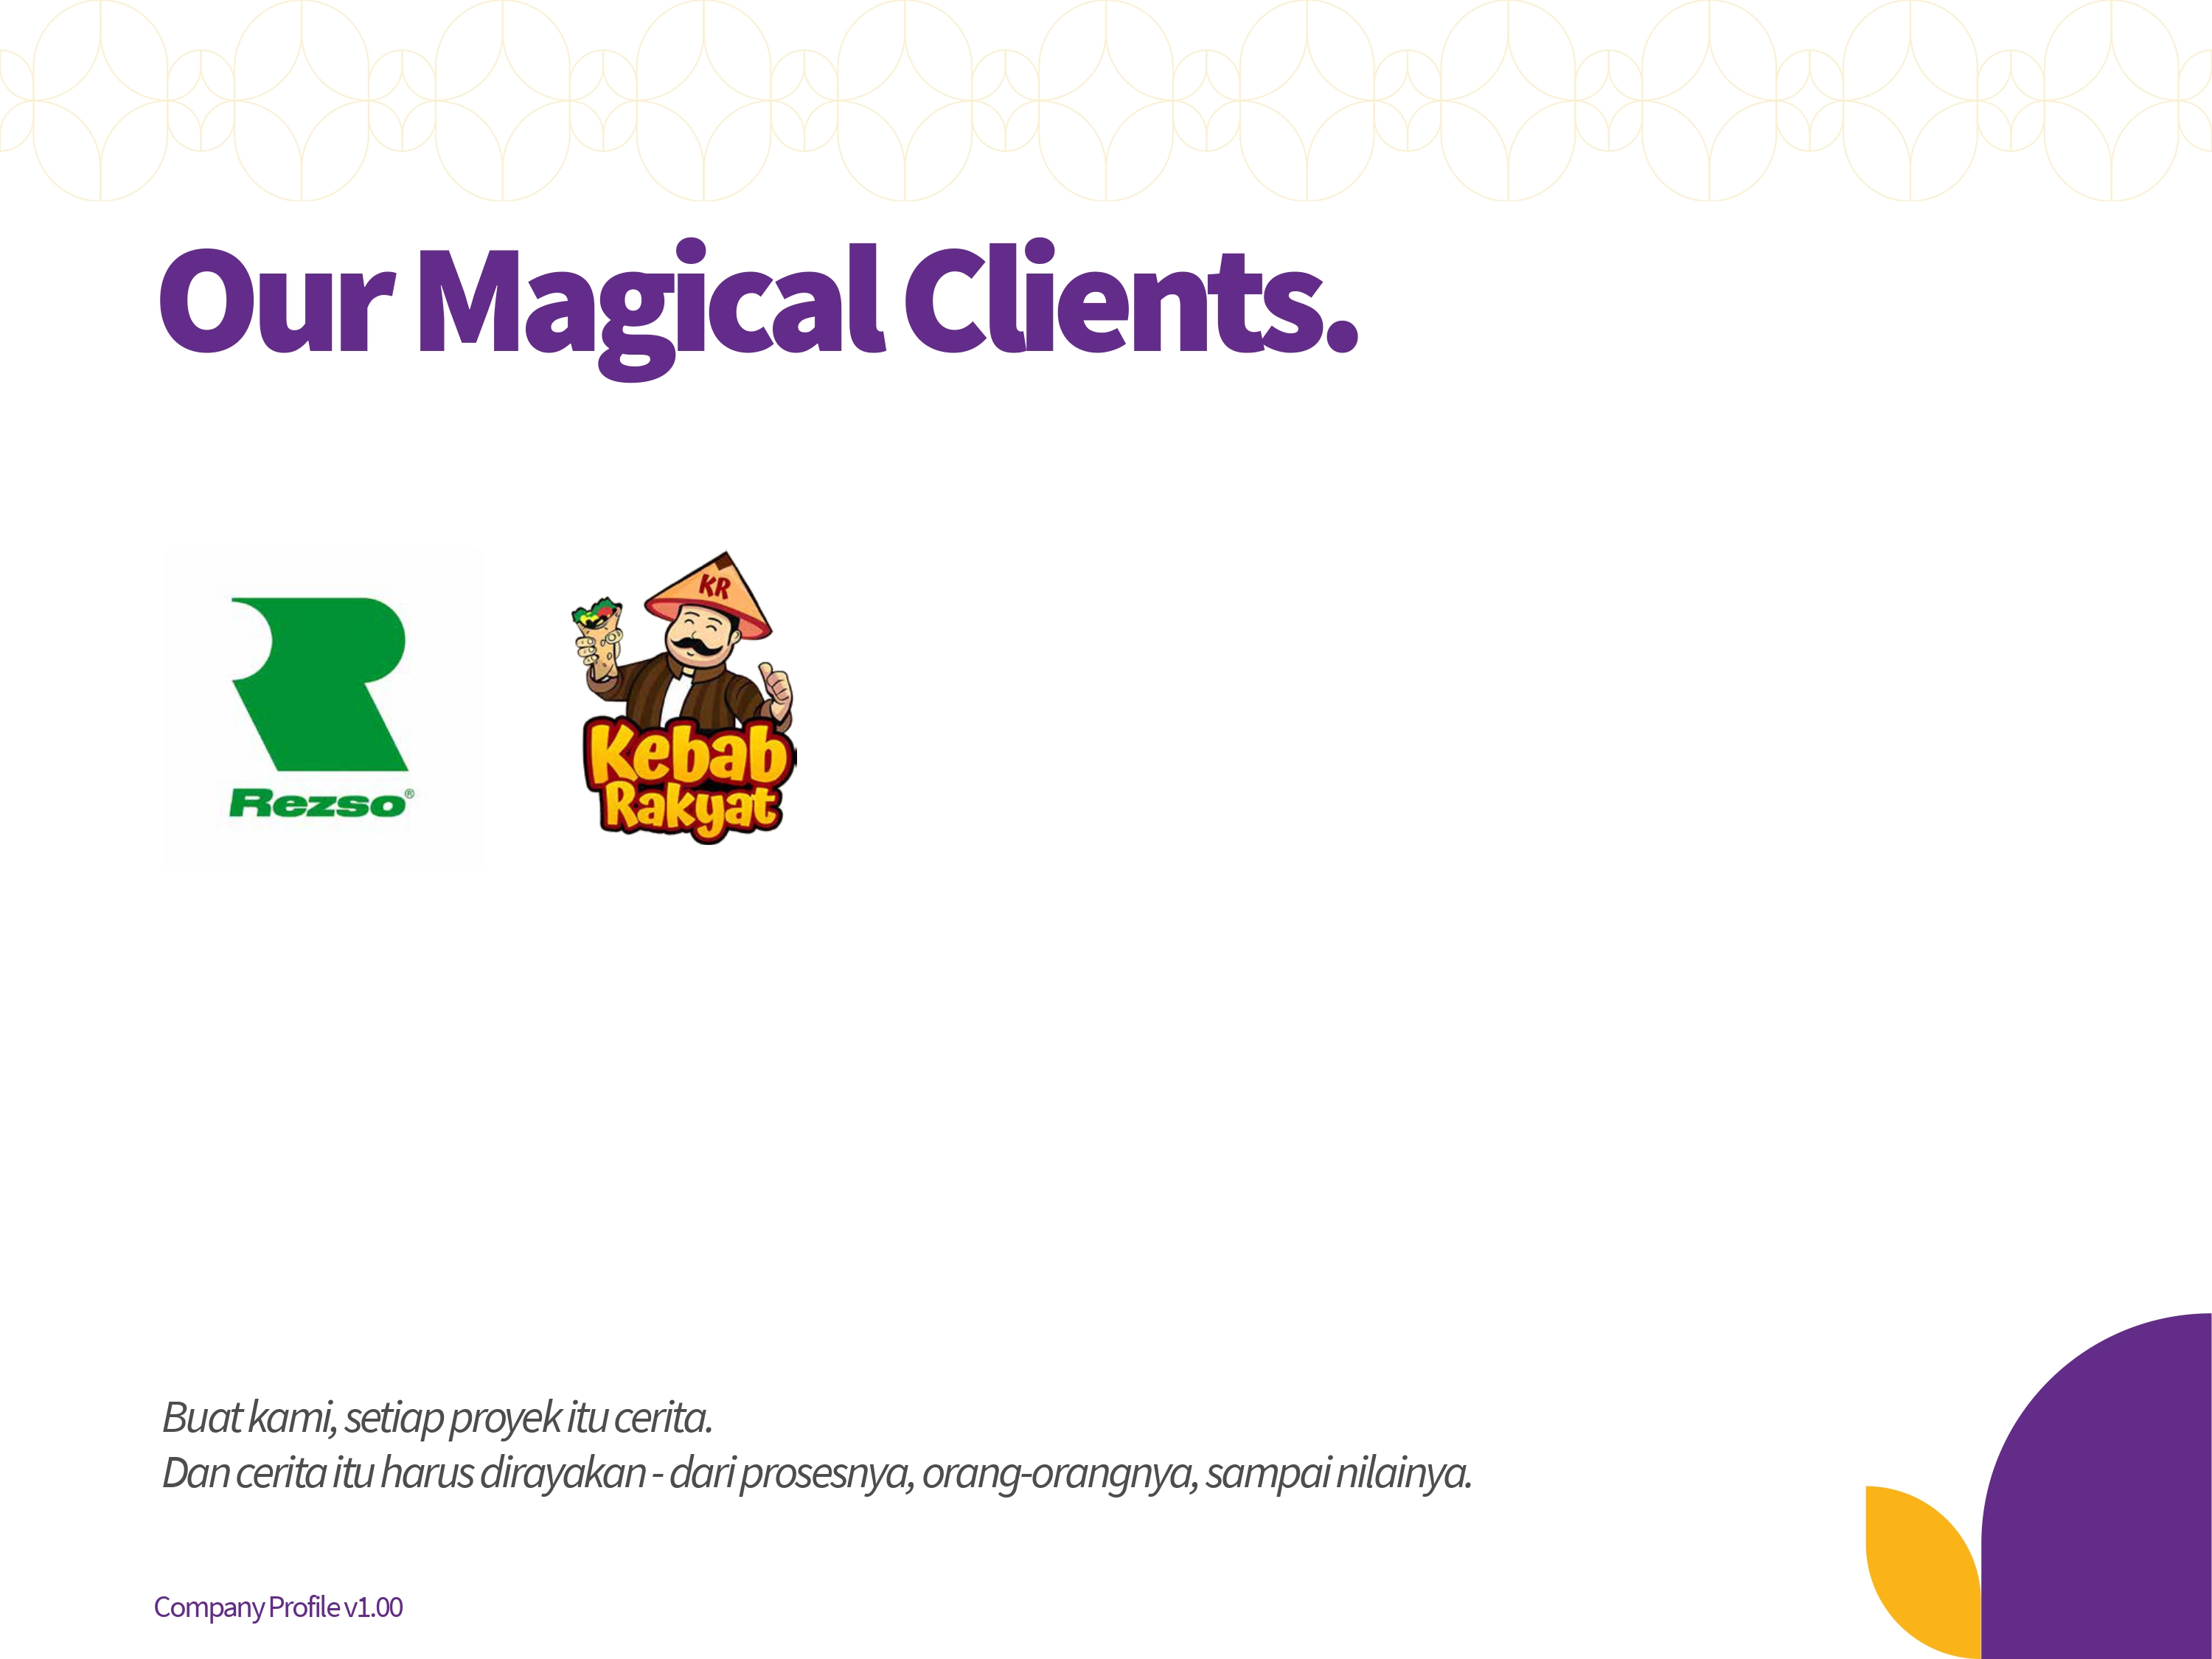 Our Magical Clients.
KR
Rezso®
Kebab
Rakyat
Buat kami, setiap proyek itu cerita.
Dan cerita itu harus dirayakan - dari prosesnya, orang-orangnya, sampai nilainya.
Company Profile v1.00